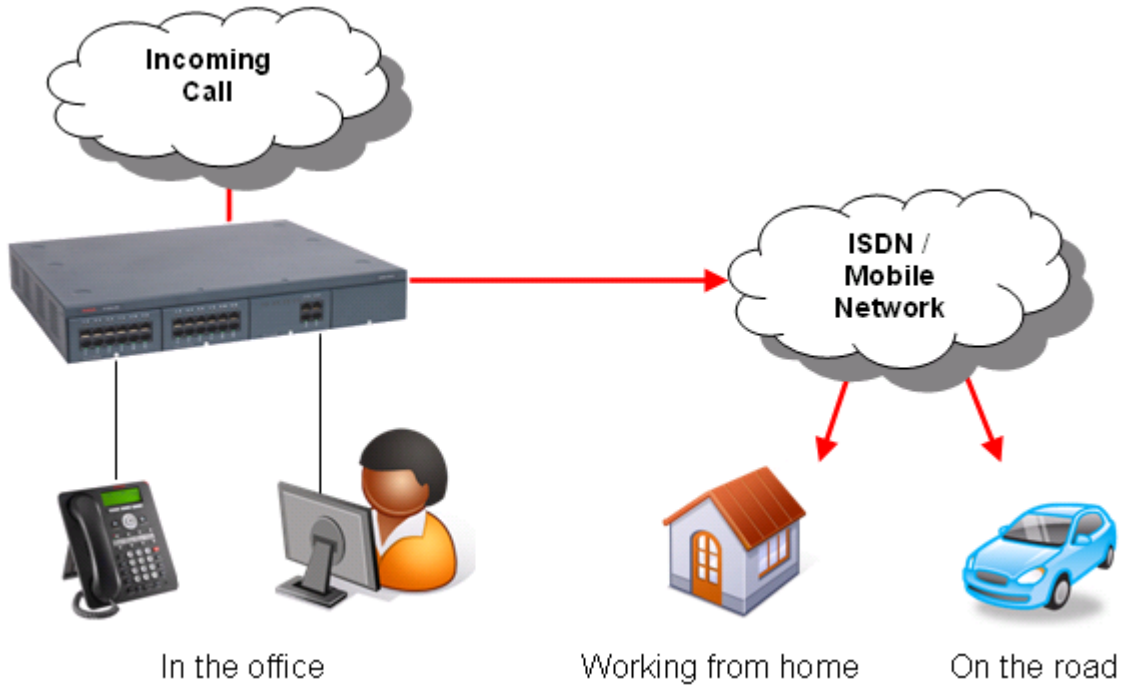 Incoming
Call
ISDN /
Mobile
Network
In the office
Working from home
On the road